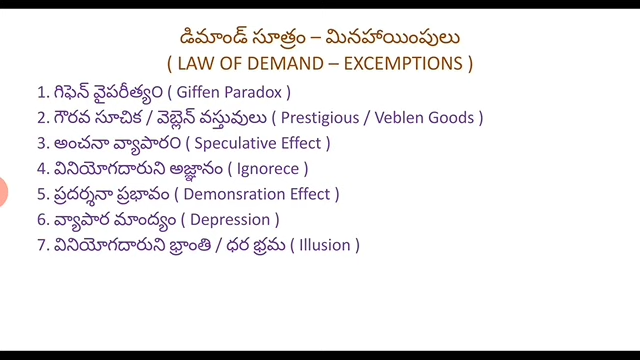 డిమాండ్ సూత్రం – మినహాయింపులు
( LAW OF DEMAND – EXCEMPTIONS )
1. గిఫెన్ వైపరీత్యం ( Giffen Paradox )
2. గౌరవ సూచిక / వెబ్లెన్ వస్తువులు ( Prestigious / Veblen Goods )
3. అంచనా వ్యాపారం ( Speculative Effect )
4. వినియోగదారుని అజ్ఞానం ( Ignorece )
5. ప్రదర్శనా ప్రభావం ( Demonsration Effect )
6. వ్యాపార మాంద్యం ( Depression )
7. వినియోగదారుని భ్రాంతి / ధర భ్రమ ( Illusion )